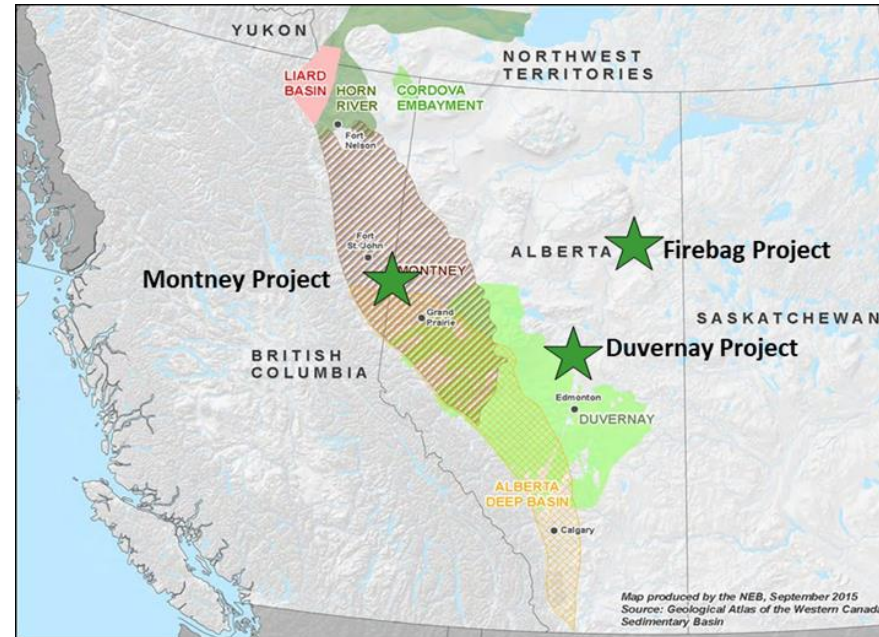 YUKON
NORTHWEST
TERRITORIES
LIARD
BASIN
HORN
RIVER
CORDOVA
EMBAYMENT
Fort
Nelson
ALBERTA
Firebag Project
Fort
St. John
MONTNEY
Montney Project
Grand
Prairie
SASKATCHEWAN
Duvernay Project
BRITISH
COLUMBIA
Edmonton
DUVERNAY
ALBERTA
DEEP BASIN
Calgary
Map produced by the NEB, September 2015
Source: Geological Atlas of the Western Canada
Sedimentary Basin